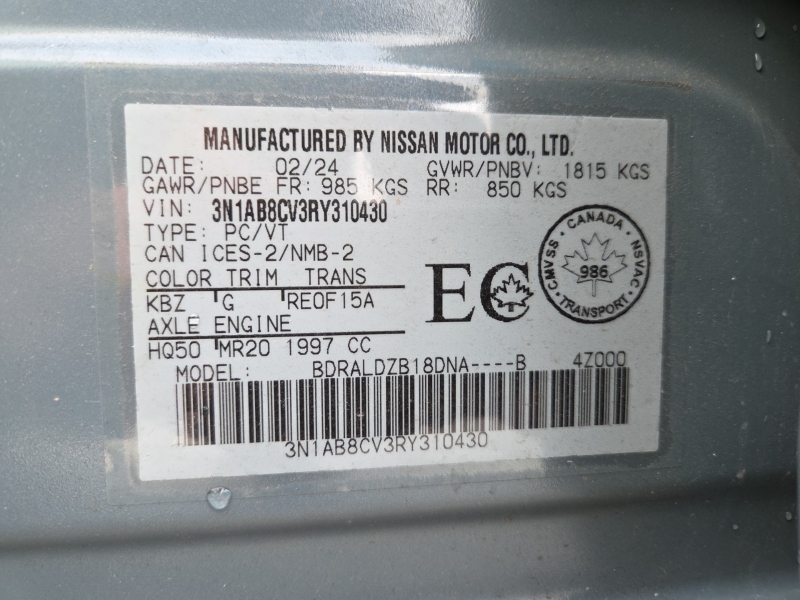 MANUFACTURED BY NISSAN MOTOR CO., LTD.
DATE: 02/24 GVWR/PNBV: 1815 KGS
GAWR/PNBE FR: 985 KGS RR: 850 KGS
VIN: 3N1AB8CV3RY310430
TYPE: PC/VT
CAN ICES-2/NMB-2
COLOR TRIM TRANS
KBZ G RE0F15A
AXLE ENGINE
HQ50 MR20 1997 CC
EC
CANADA
CMVSS NSVAC
986
TRANSPORT
MODEL: BDRALDZB18DNA----B 4Z000
3N1AB8CV3RY310430